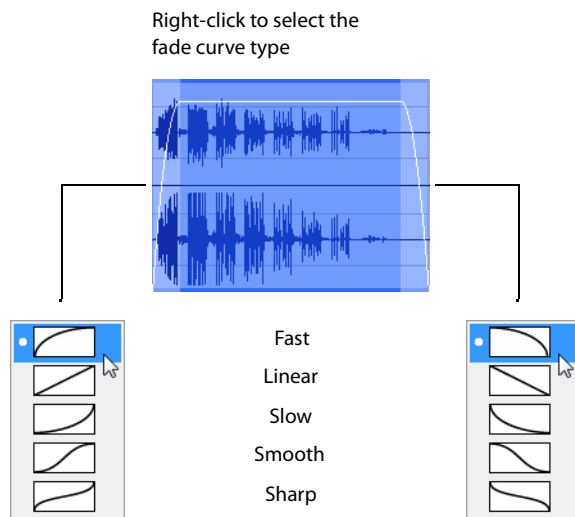 Right-click to select the
fade curve type
Fast
Linear
Slow
Smooth
Sharp